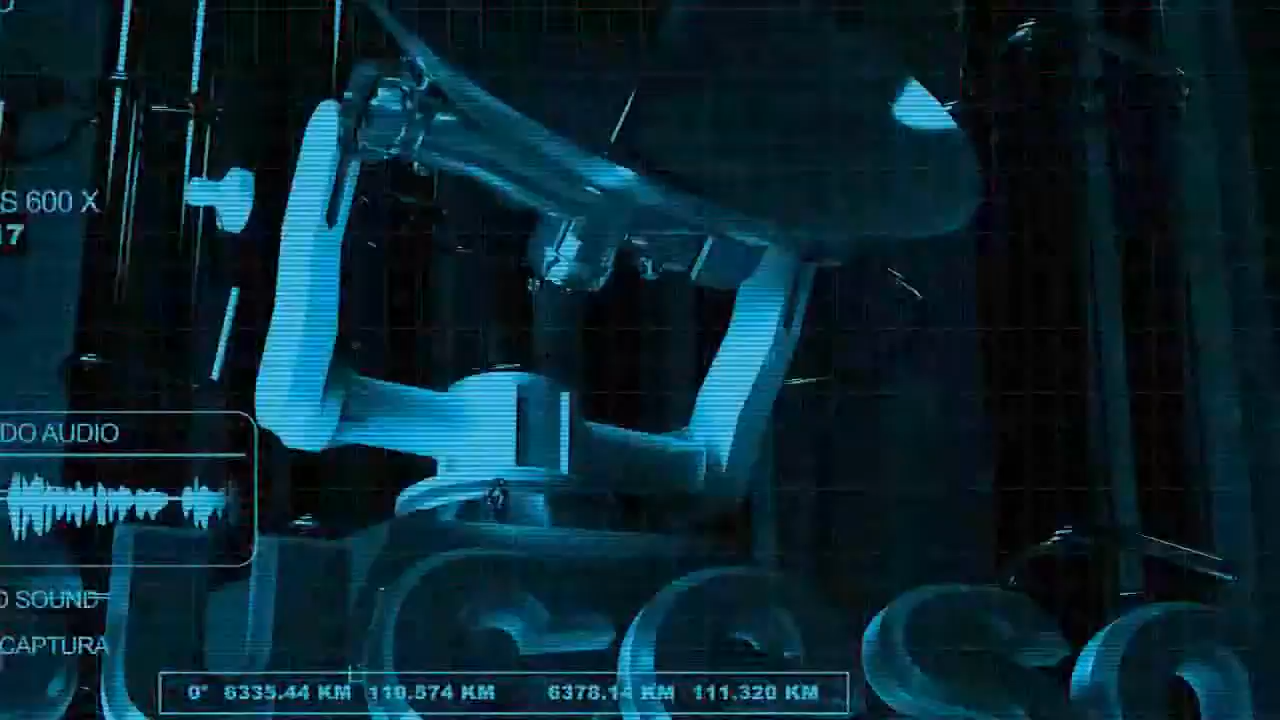 S 600 X
17
DO AUDIO
D SOUND
CAPTURA
0° 6335.44 KM 110.574 KM 6378.14 KM 111.320 KM